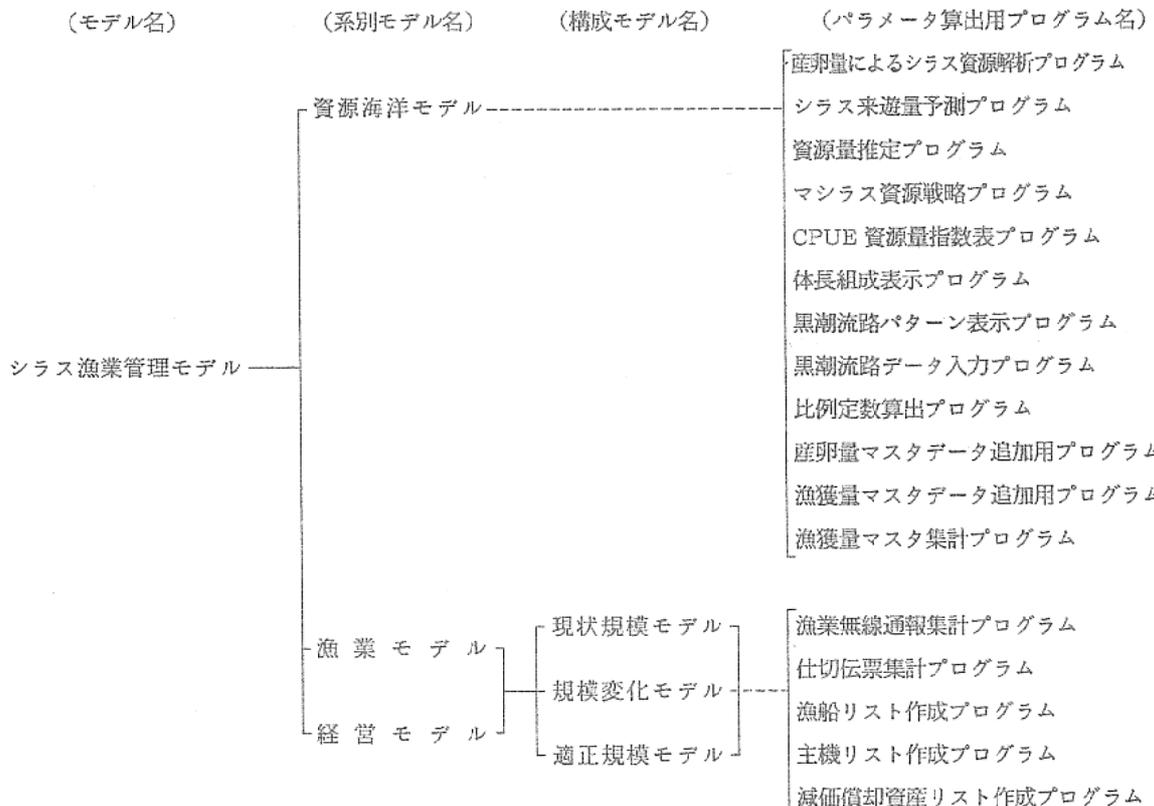 (モデル名) (系別モデル名) (構成モデル名) (パラメータ算出用プログラム名)
産卵量によるシラス資源解析プログラム
資源海洋モデル シラス来遊量予測プログラム
資源量推定プログラム
マシラス資源戦略プログラム
CPUE 資源量指数表プログラム
体長組成表示プログラム
黒潮流路パターン表示プログラム
シラス漁業管理モデル 黒潮流路データ入力プログラム
比例定数算出プログラム
産卵量マスタデータ追加用プログラム
漁獲量マスタデータ追加用プログラム
漁獲量マスタ集計プログラム
現状規模モデル 漁業無線通報集計プログラム
漁業モデル
仕切伝票集計プログラム
規模変化モデル
漁船リスト作成プログラム
経営モデル
適正規模モデル 主機リスト作成プログラム
減価償却資産リスト作成プログラム